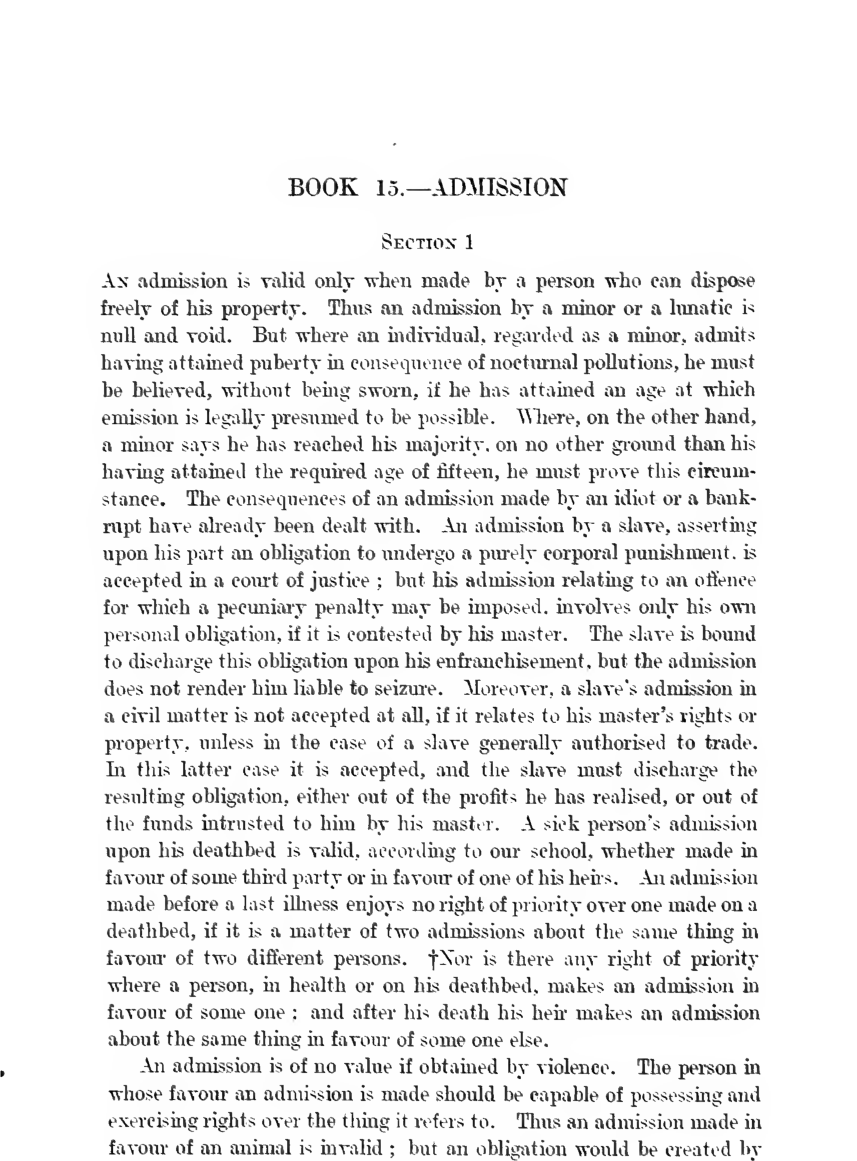 BOOK 15.—ADMISSION
SECTION 1
AN admission is valid only when made by a person who can dispose
freely of his property. Thus an admission by a minor or a lunatic is
null and void. But where an individual, regarded as a minor, admits
having attained puberty in consequence of nocturnal pollutions, he must
be believed, without being sworn, if he has attained an age at which
emission is legally presumed to be possible. Where, on the other hand,
a minor says he has reached his majority, on no other ground than his
having attained the required age of fifteen, he must prove this circum-
stance. The consequences of an admission made by an idiot or a bank-
rupt have already been dealt with. An admission by a slave, asserting
upon his part an obligation to undergo a purely corporal punishment, is
accepted in a court of justice ; but his admission relating to an offence
for which a pecuniary penalty may be imposed, involves only his own
personal obligation, if it is contested by his master. The slave is bound
to discharge this obligation upon his enfranchisement, but the admission
does not render him liable to seizure. Moreover, a slave's admission in
a civil matter is not accepted at all, if it relates to his master's rights or
property, unless in the case of a slave generally authorised to trade.
In this latter case it is accepted, and the slave must discharge the
resulting obligation, either out of the profits he has realised, or out of
the funds intrusted to him by his master. A sick person's admission
upon his deathbed is valid, according to our school, whether made in
favour of some third party or in favour of one of his heirs. An admission
made before a last illness enjoys no right of priority over one made on a
deathbed, if it is a matter of two admissions about the same thing in
favour of two different persons. †Nor is there any right of priority
where a person, in health or on his deathbed, makes an admission in
favour of some one ; and after his death his heir makes an admission
about the same thing in favour of some one else.
An admission is of no value if obtained by violence. The person in
whose favour an admission is made should be capable of possessing and
exercising rights over the thing it refers to. Thus an admission made in
favour of an animal is invalid ; but an obligation would be created by